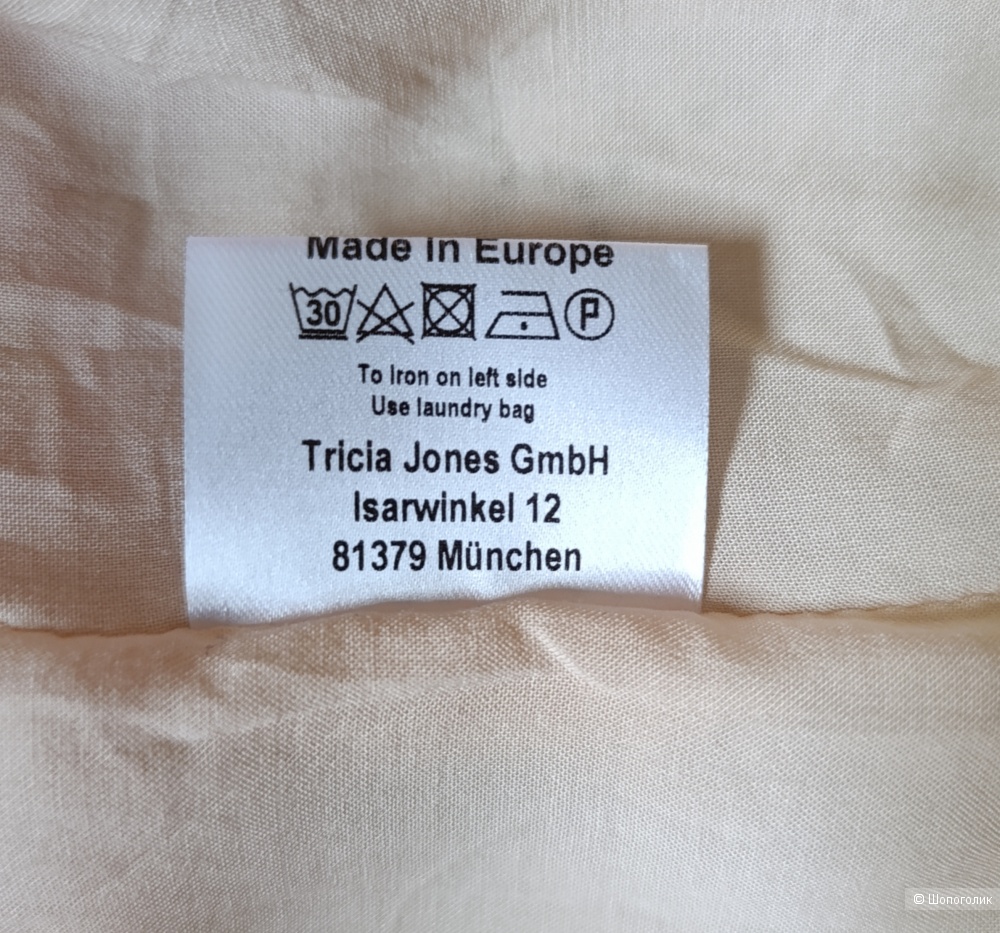 Made in Europe
30 P
To Iron on left side
Use laundry bag
Tricia Jones GmbH
Isarwinkel 12
81379 München
© Шопоголик